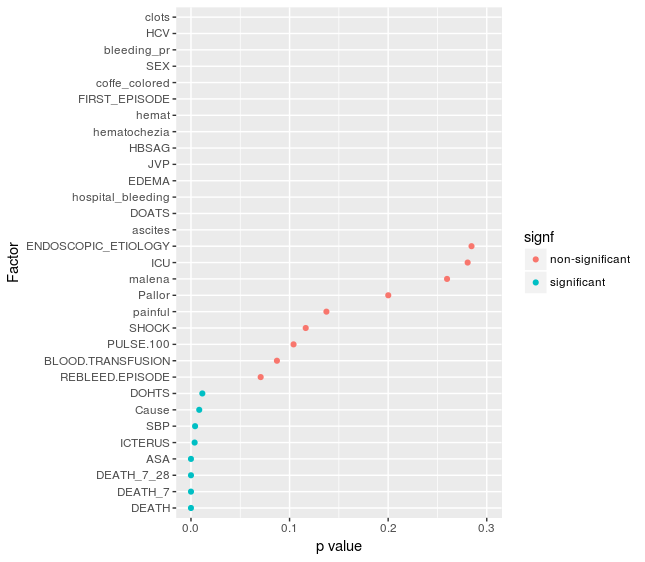 clots
HCV
bleeding_pr
SEX
coffe_colored
FIRST_EPISODE
hemat
hematochezia
HBSAG
JVP
EDEMA
hospital_bleeding
DOATS
ascites
ENDOSCOPIC_ETIOLOGY
ICU
malena
Pallor
painful
SHOCK
PULSE.100
BLOOD.TRANSFUSION
REBLEED.EPISODE
DOHTS
Cause
SBP
ICTERUS
ASA
DEATH_7_28
DEATH_7
DEATH
Factor
0.0 0.1 0.2 0.3
p value
signf
non-significant
significant